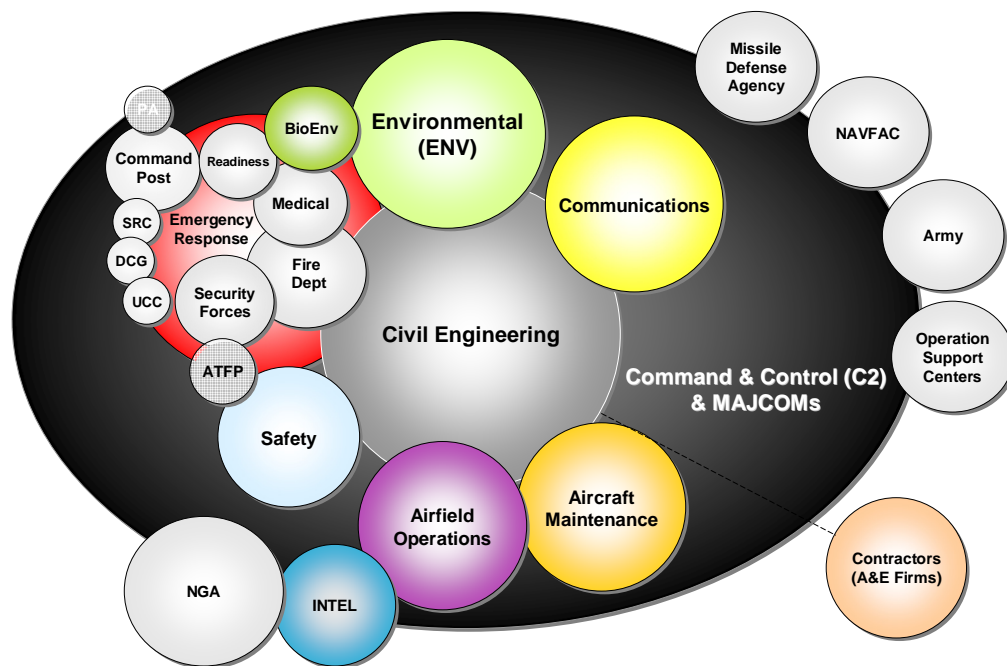 Missile
Defense
Agency
NAVFAC
Army
Operation
Support
Centers
PA
Command
Post
Readiness
BioEnv
Environmental
(ENV)
Communications
Medical
SRC
Emergency
Response
DCG
UCC
Security
Forces
Fire
Dept
ATFP
Civil Engineering
Command & Control (C2)
& MAJCOMs
Safety
Airfield
Operations
Aircraft
Maintenance
NGA
INTEL
Contractors
(A&E Firms)